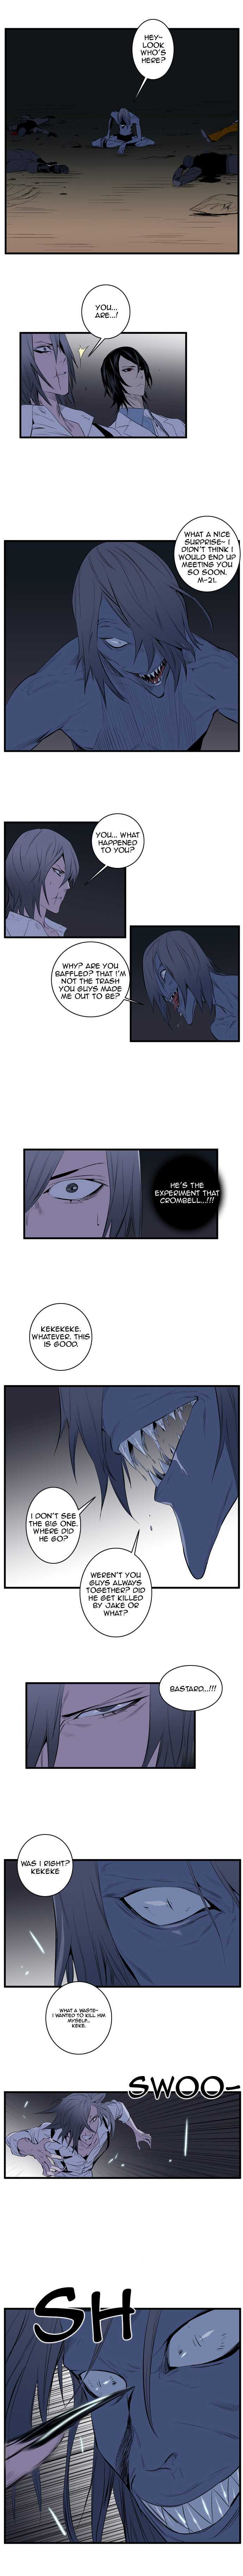 HEY~
LOOK
WHO'S
HERE?
YOU...
ARE...!
WHAT A NICE
SURPRISE~ I
DIDN'T THINK I
WOULD END UP
MEETING YOU
SO SOON.
M-21.
YOU... WHAT
HAPPENED
TO YOU?
WHY? ARE YOU
BAFFLED? THAT I'M
NOT THE TRASH
YOU GUYS MADE
ME OUT TO BE?
HE'S THE
EXPERIMENT THAT
CROMBELL...!!!
KEKEKEKE.
WHATEVER. THIS
IS GOOD.
I DON'T SEE
THE BIG ONE.
WHERE DID
HE GO?
WEREN'T YOU
GUYS ALWAYS
TOGETHER? DID
HE GET KILLED
BY JAKE OR
WHAT?
BASTARD...!!!
WAS I RIGHT?
KEKEKE
WHAT A WASTE~
I WANTED TO KILL HIM
MYSELF...
KEKE.
SWOO-
SH